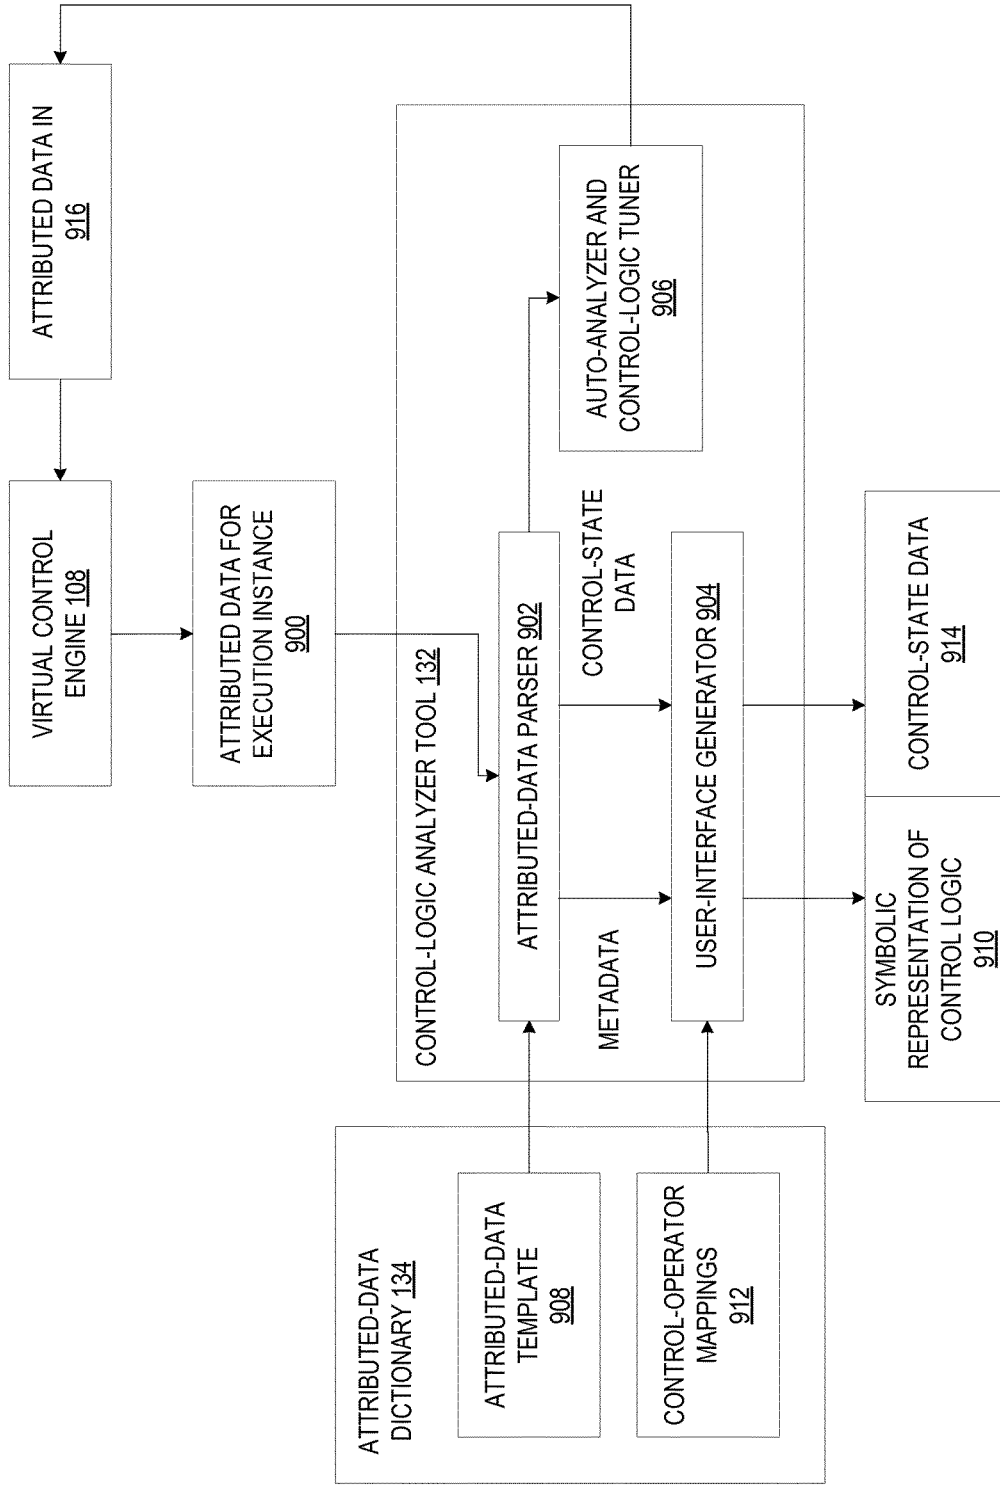 VIRTUAL CONTROL
ENGINE 108
ATTRIBUTED DATA IN
916
ATTRIBUTED DATA FOR
EXECUTION INSTANCE
900
ATTRIBUTED-DATA
DICTIONARY 134
ATTRIBUTED-DATA
TEMPLATE
908
CONTROL-OPERATOR
MAPPINGS
912
CONTROL-LOGIC ANALYZER TOOL 132
ATTRIBUTED-DATA PARSER 902
METADATA
CONTROL-STATE
DATA
USER-INTERFACE GENERATOR 904
AUTO-ANALYZER AND
CONTROL-LOGIC TUNER
906
SYMBOLIC
REPRESENTATION OF
CONTROL LOGIC
910
CONTROL-STATE DATA
914